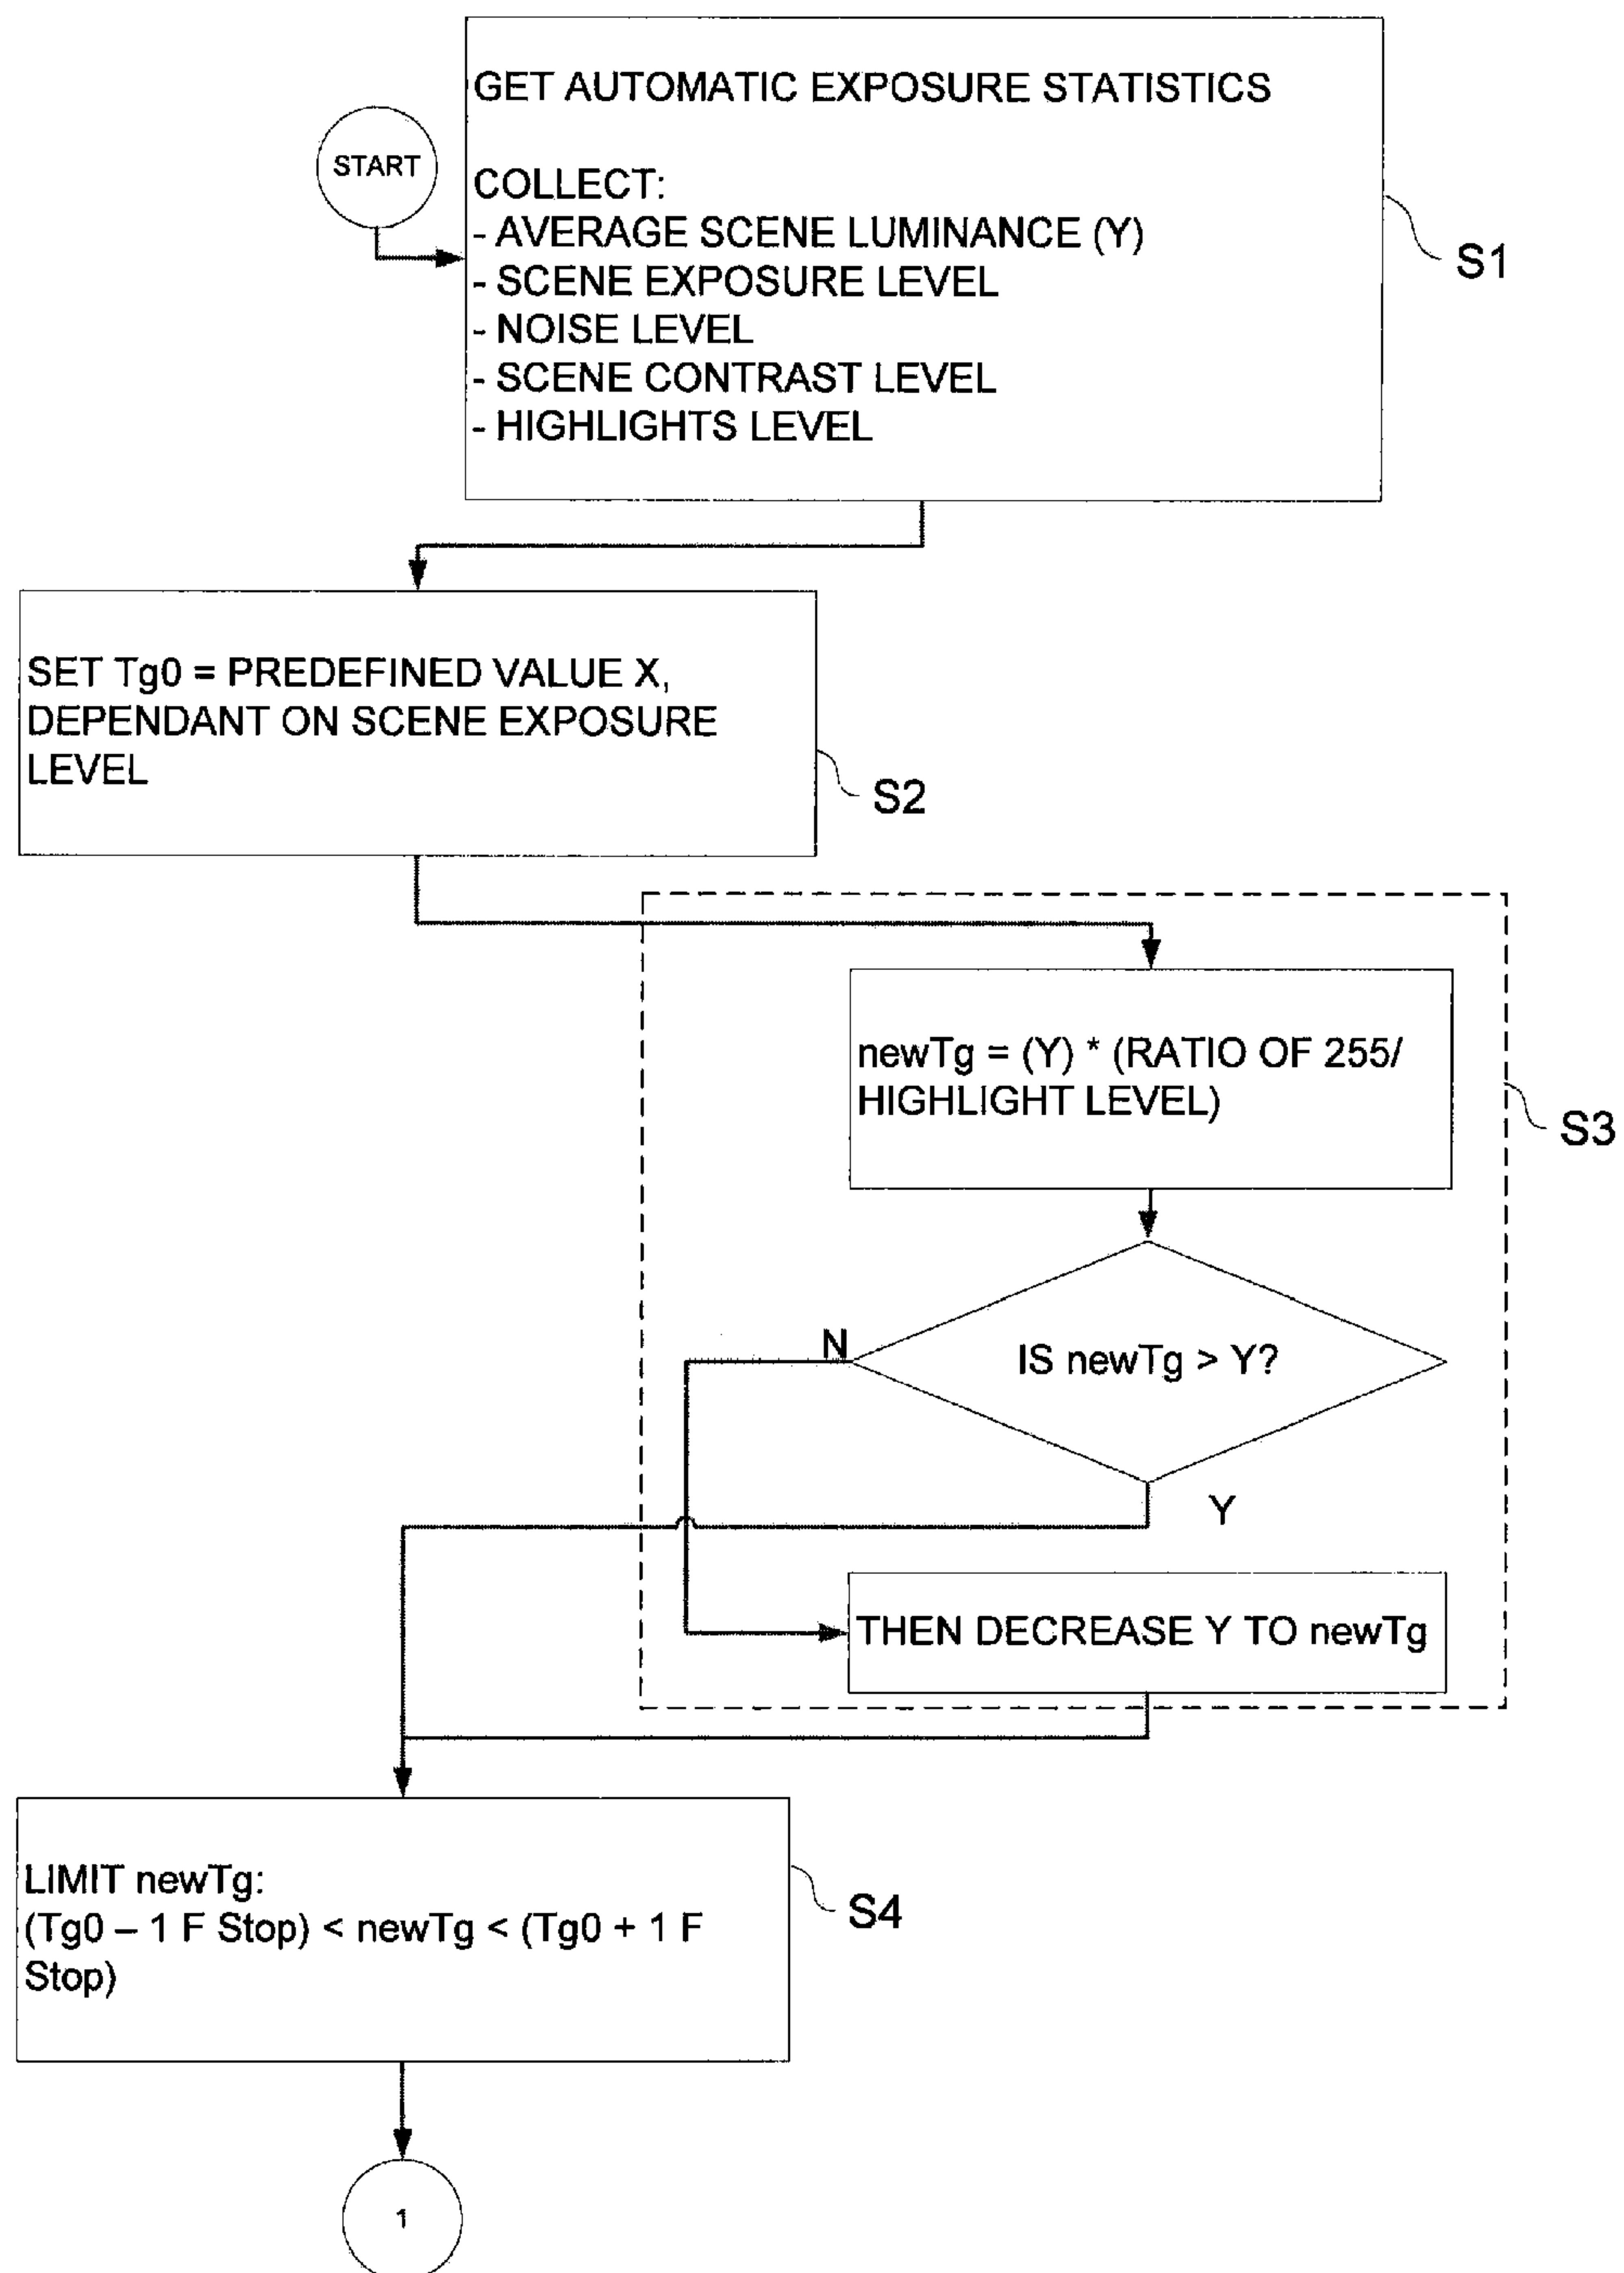 START
GET AUTOMATIC EXPOSURE STATISTICS
COLLECT:
- AVERAGE SCENE LUMINANCE (Y)
- SCENE EXPOSURE LEVEL
- NOISE LEVEL
- SCENE CONTRAST LEVEL
- HIGHLIGHTS LEVEL
S1
SET Tg0 = PREDEFINED VALUE X,
DEPENDANT ON SCENE EXPOSURE
LEVEL
S2
newTg = (Y) * (RATIO OF 255/
HIGHLIGHT LEVEL)
S3
N
IS newTg > Y?
Y
THEN DECREASE Y TO newTg
LIMIT newTg:
(Tg0 – 1 F Stop) < newTg < (Tg0 + 1 F
Stop)
S4
1